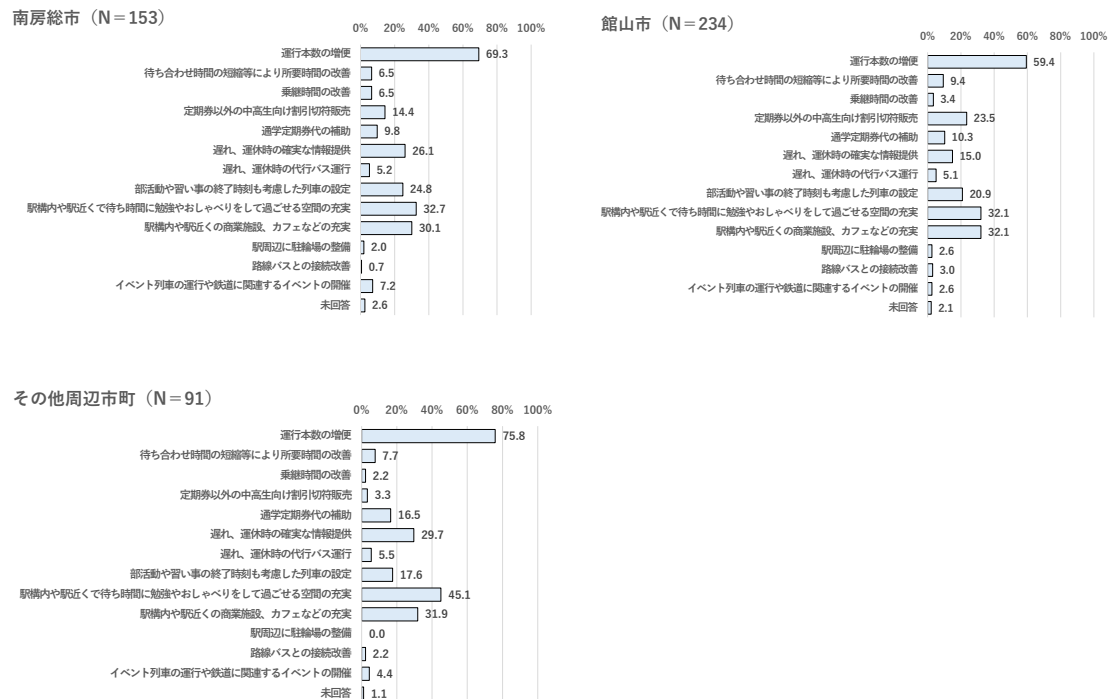 南房総市（N＝153）
0% 20% 40% 60% 80% 100%
運行本数の増便 69.3
待ち合わせ時間の短縮等により所要時間の改善 6.5
乗継時間の改善 6.5
定期券以外の中高生向け割引切符販売 14.4
通学定期券代の補助 9.8
遅れ、運休時の確実な情報提供 26.1
遅れ、運休時の代行バス運行 5.2
部活動や習い事の終了時刻も考慮した列車の設定 24.8
駅構内や駅近くで待ち時間に勉強やおしゃべりをして過ごせる空間の充実 32.7
駅構内や駅近くの商業施設、カフェなどの充実 30.1
駅周辺に駐輪場の整備 2.0
路線バスとの接続改善 0.7
イベント列車の運行や鉄道に関連するイベントの開催 7.2
未回答 2.6
館山市（N＝234）
0% 20% 40% 60% 80% 100%
運行本数の増便 59.4
待ち合わせ時間の短縮等により所要時間の改善 9.4
乗継時間の改善 3.4
定期券以外の中高生向け割引切符販売 23.5
通学定期券代の補助 10.3
遅れ、運休時の確実な情報提供 15.0
遅れ、運休時の代行バス運行 5.1
部活動や習い事の終了時刻も考慮した列車の設定 20.9
駅構内や駅近くで待ち時間に勉強やおしゃべりをして過ごせる空間の充実 32.1
駅構内や駅近くの商業施設、カフェなどの充実 32.1
駅周辺に駐輪場の整備 2.6
路線バスとの接続改善 3.0
イベント列車の運行や鉄道に関連するイベントの開催 2.6
未回答 2.1
その他周辺市町（N＝91）
0% 20% 40% 60% 80% 100%
運行本数の増便 75.8
待ち合わせ時間の短縮等により所要時間の改善 7.7
乗継時間の改善 2.2
定期券以外の中高生向け割引切符販売 3.3
通学定期券代の補助 16.5
遅れ、運休時の確実な情報提供 29.7
遅れ、運休時の代行バス運行 5.5
部活動や習い事の終了時刻も考慮した列車の設定 17.6
駅構内や駅近くで待ち時間に勉強やおしゃべりをして過ごせる空間の充実 45.1
駅構内や駅近くの商業施設、カフェなどの充実 31.9
駅周辺に駐輪場の整備 0.0
路線バスとの接続改善 2.2
イベント列車の運行や鉄道に関連するイベントの開催 4.4
未回答 1.1